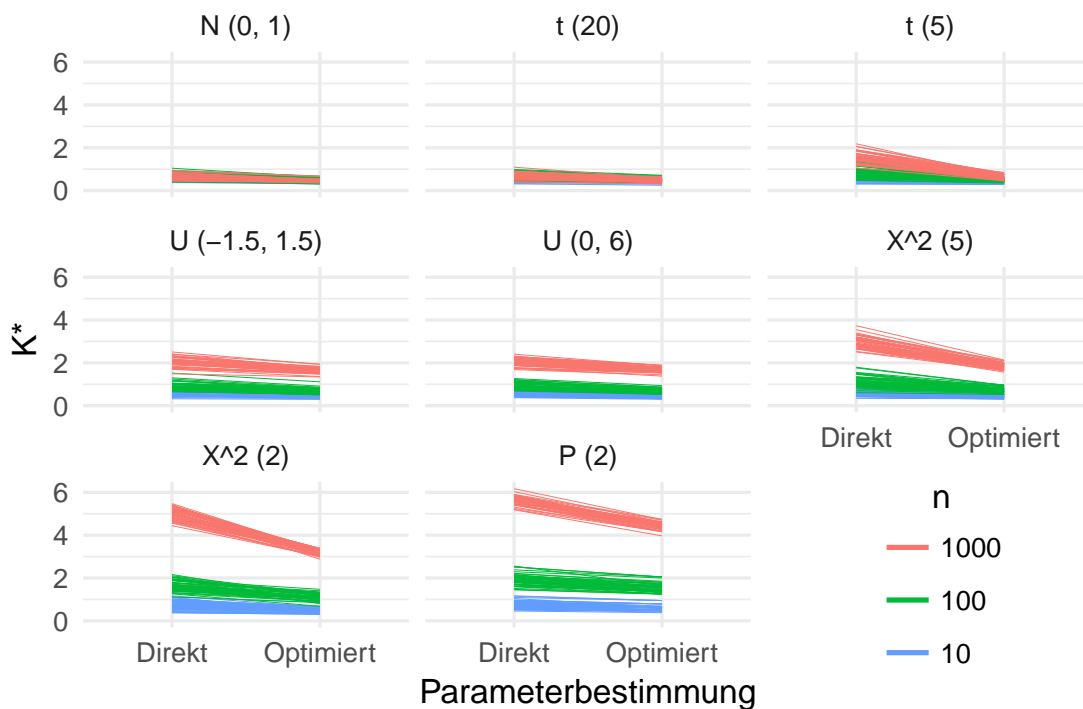 N (0, 1)
t (20)
t (5)
6
4
2
0
U (−1.5, 1.5)
U (0, 6)
X^2 (5)
6
4
2
0
K*
Direkt
Optimiert
X^2 (2)
P (2)
6
4
2
0
Direkt
Optimiert
Direkt
Optimiert
Parameterbestimmung
n
1000
100
10